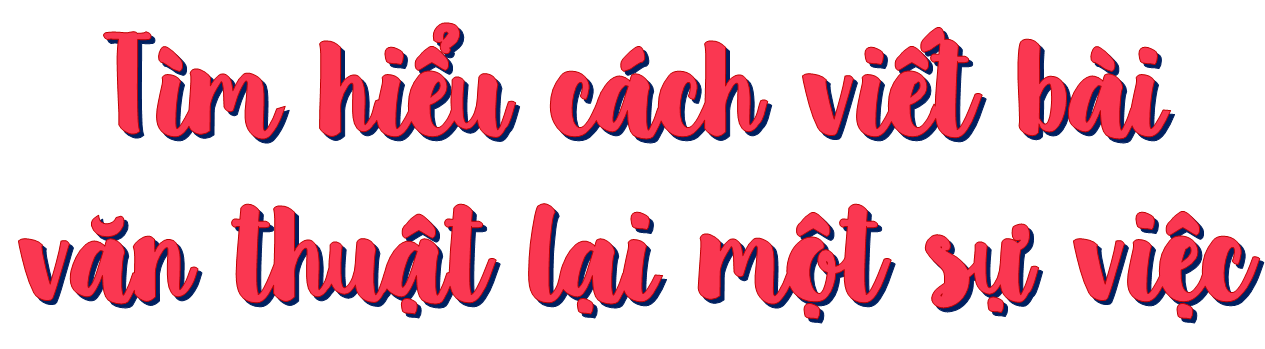 Tìm hiểu cách viết bài
văn thuật lại một sự việc